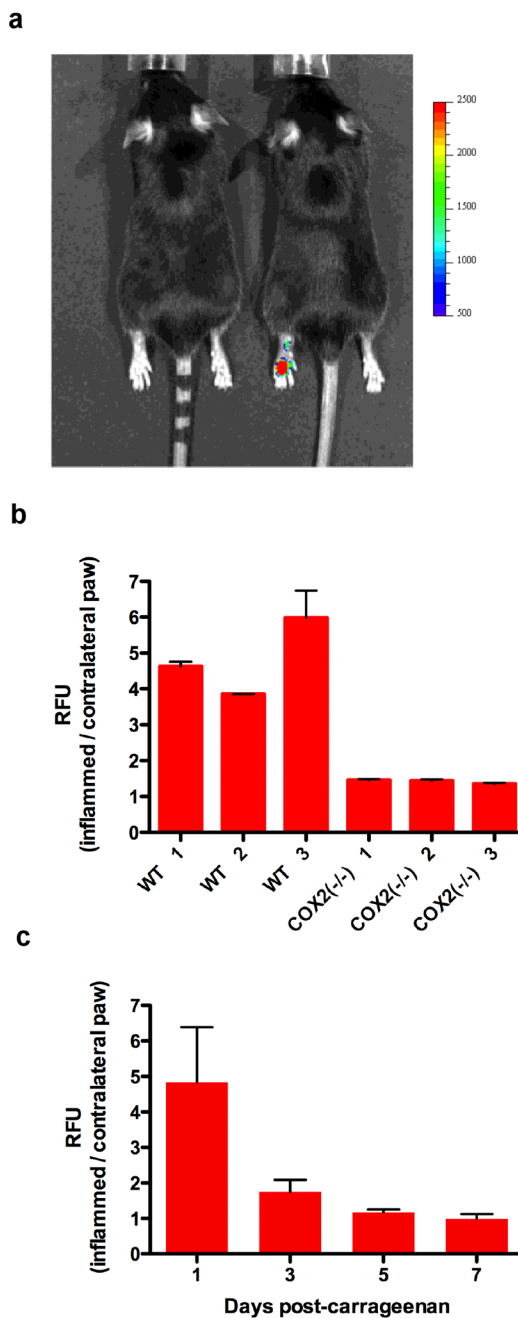 a
2500
2000
1500
1000
500
b
RFU
(inflammed / contralateral paw)
7
6
5
4
3
2
1
0
WT 1
WT 2
WT 3
COX2(-/-) 1
COX2(-/-) 2
COX2(-/-) 3
c
RFU
(inflammed / contralateral paw)
7
6
5
4
3
2
1
0
1 3 5 7
Days post-carrageenan